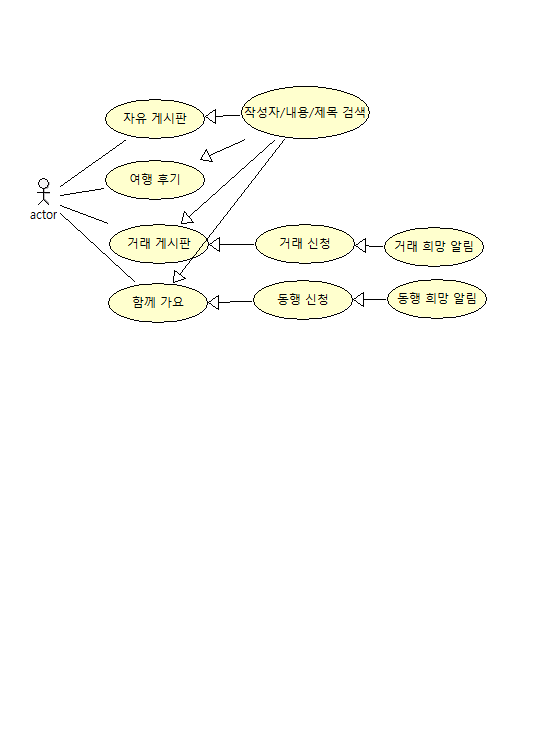 자유 게시판
작성자/내용/제목 검색
여행 후기
actor
거래 게시판
거래 신청
거래 희망 알림
함께 가요
동행 신청
동행 희망 알림